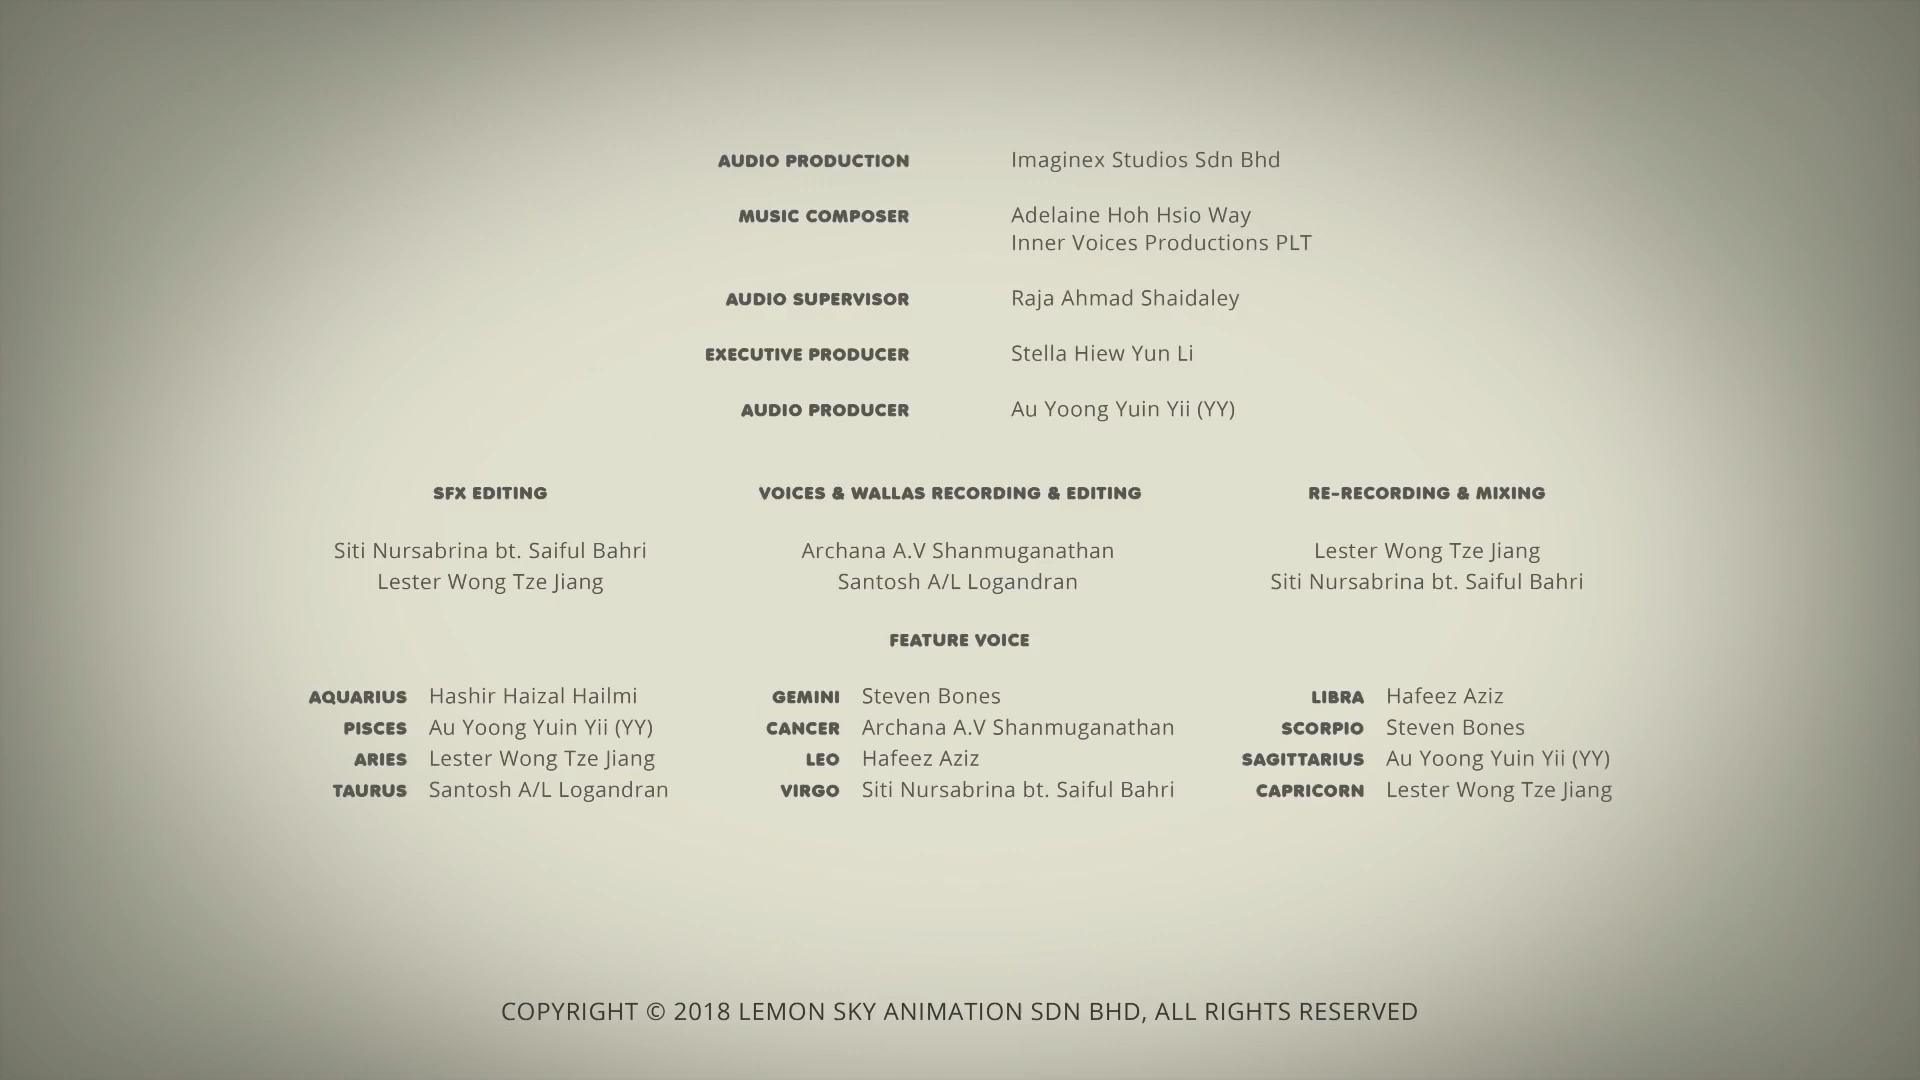 AUDIO PRODUCTION Imaginex Studios Sdn Bhd
MUSIC COMPOSER Adelaine Hoh Hsio Way
Inner Voices Productions PLT
AUDIO SUPERVISOR Raja Ahmad Shaidaley
EXECUTIVE PRODUCER Stella Hiew Yun Li
AUDIO PRODUCER Au Yoong Yuin Yii (YY)
SFX EDITING
Siti Nursabrina bt. Saiful Bahri
Lester Wong Tze Jiang
VOICES & WALLAS RECORDING & EDITING
Archana A.V Shanmuganathan
Santosh A/L Logandran
RE-RECORDING & MIXING
Lester Wong Tze Jiang
Siti Nursabrina bt. Saiful Bahri
FEATURE VOICE
AQUARIUS Hashir Haizal Hailmi
PISCES Au Yoong Yuin Yii (YY)
ARIES Lester Wong Tze Jiang
TAURUS Santosh A/L Logandran
GEMINI Steven Bones
CANCER Archana A.V Shanmuganathan
LEO Hafeez Aziz
VIRGO Siti Nursabrina bt. Saiful Bahri
LIBRA Hafeez Aziz
SCORPIO Steven Bones
SAGITTARIUS Au Yoong Yuin Yii (YY)
CAPRICORN Lester Wong Tze Jiang
COPYRIGHT © 2018 LEMON SKY ANIMATION SDN BHD, ALL RIGHTS RESERVED